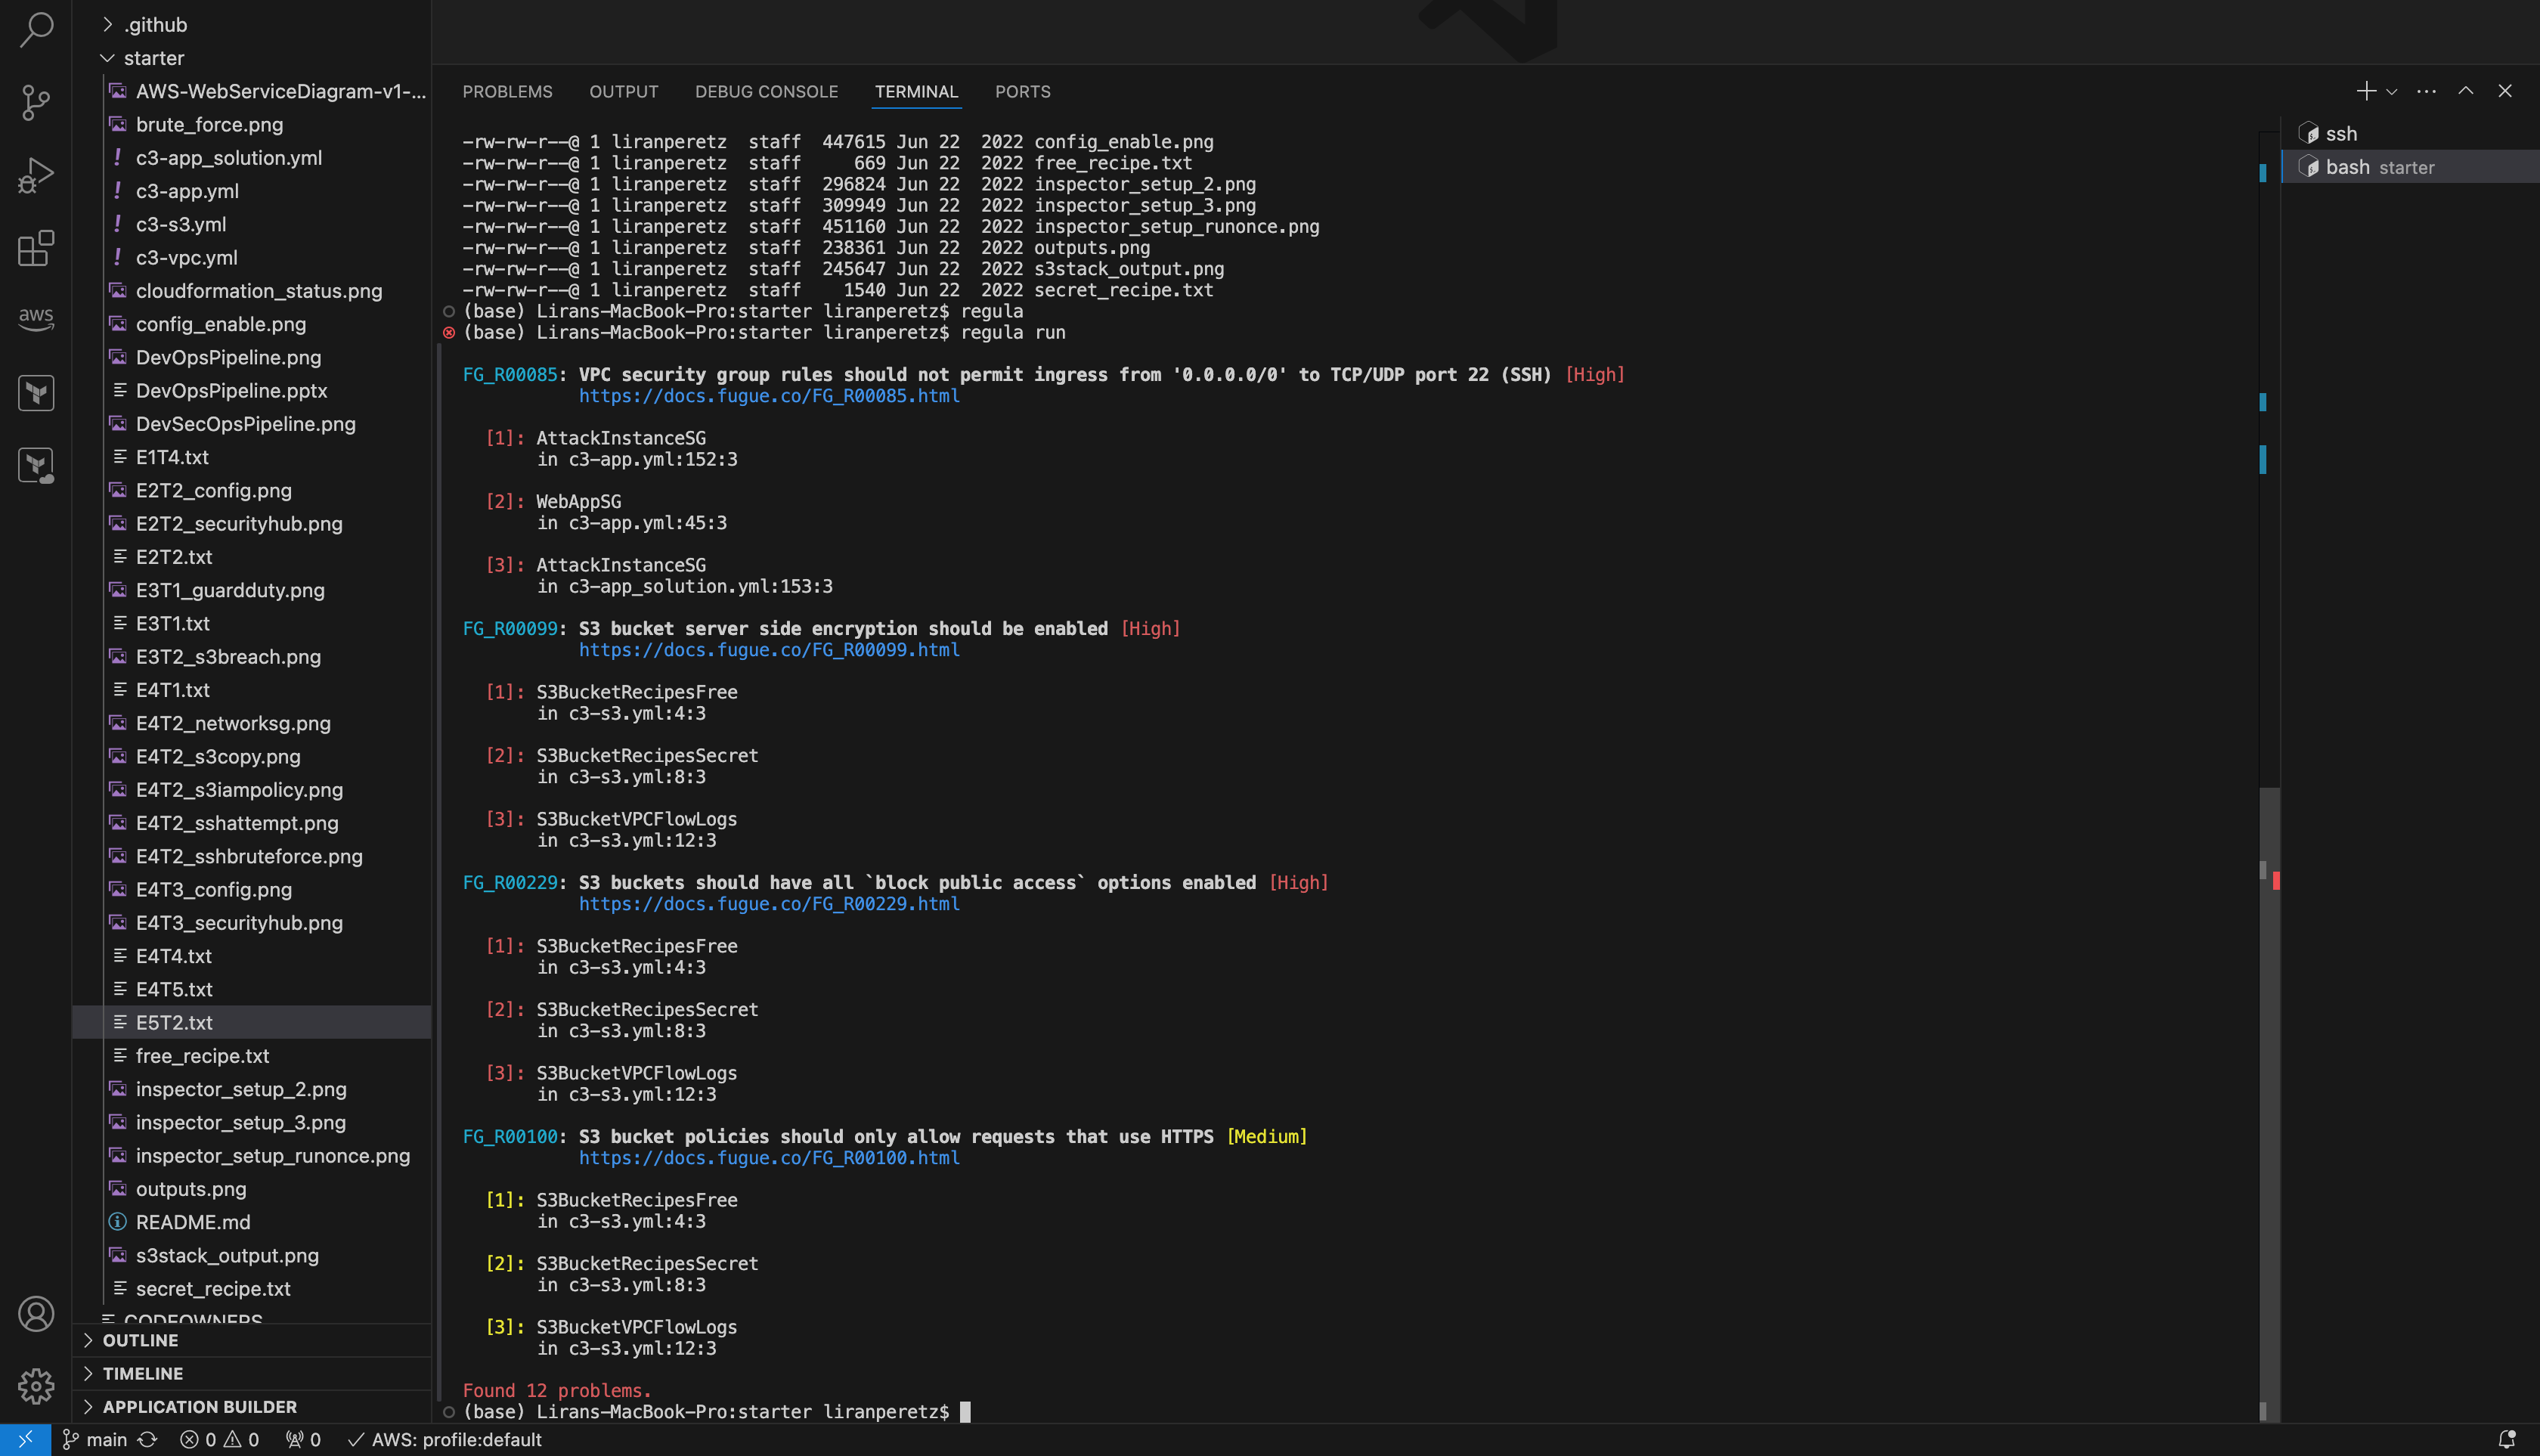 .github
starter
AWS-WebServiceDiagram-v1-...
brute_force.png
c3-app_solution.yml
c3-app.yml
c3-s3.yml
c3-vpc.yml
cloudformation_status.png
config_enable.png
DevOpsPipeline.png
DevOpsPipeline.pptx
DevSecOpsPipeline.png
E1T4.txt
E2T2_config.png
E2T2_securityhub.png
E2T2.txt
E3T1_guardduty.png
E3T1.txt
E3T2_s3breach.png
E4T1.txt
E4T2_networksg.png
E4T2_s3copy.png
E4T2_s3iampolicy.png
E4T2_sshattempt.png
E4T2_sshbruteforce.png
E4T3_config.png
E4T3_securityhub.png
E4T4.txt
E4T5.txt
E5T2.txt
free_recipe.txt
inspector_setup_2.png
inspector_setup_3.png
inspector_setup_runonce.png
outputs.png
README.md
s3stack_output.png
secret_recipe.txt
CODEOWNERS
OUTLINE
TIMELINE
APPLICATION BUILDER
aws
PROBLEMS OUTPUT DEBUG CONSOLE TERMINAL PORTS
-rw-rw-r--@ 1 liranperetz  staff  447615 Jun 22  2022 config_enable.png
-rw-rw-r--@ 1 liranperetz  staff     669 Jun 22  2022 free_recipe.txt
-rw-rw-r--@ 1 liranperetz  staff  296824 Jun 22  2022 inspector_setup_2.png
-rw-rw-r--@ 1 liranperetz  staff  309949 Jun 22  2022 inspector_setup_3.png
-rw-rw-r--@ 1 liranperetz  staff  451160 Jun 22  2022 inspector_setup_runonce.png
-rw-rw-r--@ 1 liranperetz  staff  238361 Jun 22  2022 outputs.png
-rw-rw-r--@ 1 liranperetz  staff  245647 Jun 22  2022 s3stack_output.png
-rw-rw-r--@ 1 liranperetz  staff    1540 Jun 22  2022 secret_recipe.txt
(base) Lirans-MacBook-Pro:starter liranperetz$ regula
(base) Lirans-MacBook-Pro:starter liranperetz$ regula run
FG_R00085: VPC security group rules should not permit ingress from '0.0.0.0/0' to TCP/UDP port 22 (SSH) [High]
https://docs.fugue.co/FG_R00085.html
[1]: AttackInstanceSG
in c3-app.yml:152:3
[2]: WebAppSG
in c3-app.yml:45:3
[3]: AttackInstanceSG
in c3-app_solution.yml:153:3
FG_R00099: S3 bucket server side encryption should be enabled [High]
https://docs.fugue.co/FG_R00099.html
[1]: S3BucketRecipesFree
in c3-s3.yml:4:3
[2]: S3BucketRecipesSecret
in c3-s3.yml:8:3
[3]: S3BucketVPCFlowLogs
in c3-s3.yml:12:3
FG_R00229: S3 buckets should have all `block public access` options enabled [High]
https://docs.fugue.co/FG_R00229.html
[1]: S3BucketRecipesFree
in c3-s3.yml:4:3
[2]: S3BucketRecipesSecret
in c3-s3.yml:8:3
[3]: S3BucketVPCFlowLogs
in c3-s3.yml:12:3
FG_R00100: S3 bucket policies should only allow requests that use HTTPS [Medium]
https://docs.fugue.co/FG_R00100.html
[1]: S3BucketRecipesFree
in c3-s3.yml:4:3
[2]: S3BucketRecipesSecret
in c3-s3.yml:8:3
[3]: S3BucketVPCFlowLogs
in c3-s3.yml:12:3
Found 12 problems.
(base) Lirans-MacBook-Pro:starter liranperetz$
ssh
bash starter
main 0 0 0 AWS: profile:default